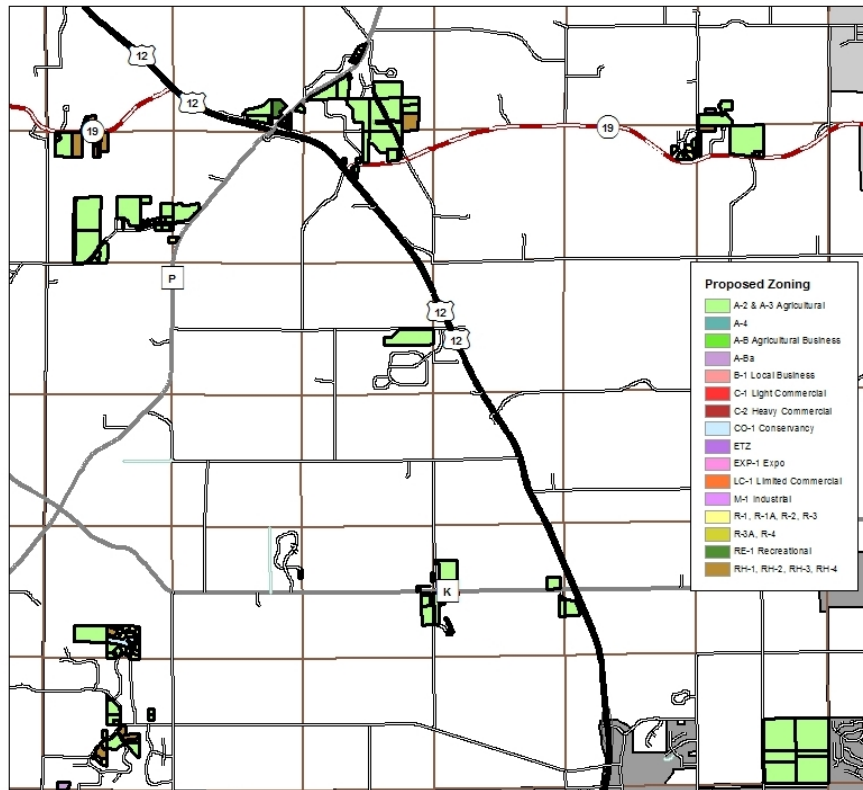 12
12
19
19
P
12
12
K
Proposed Zoning
A-2 & A-3 Agricultural
A-4
A-B Agricultural Business
A-Ba
B-1 Local Business
C-1 Light Commercial
C-2 Heavy Commercial
CO-1 Conservancy
ETZ
EXP-1 Expo
LC-1 Limited Commercial
M-1 Industrial
R-1, R-1A, R-2, R-3
R-3A, R-4
RE-1 Recreational
RH-1, RH-2, RH-3, RH-4